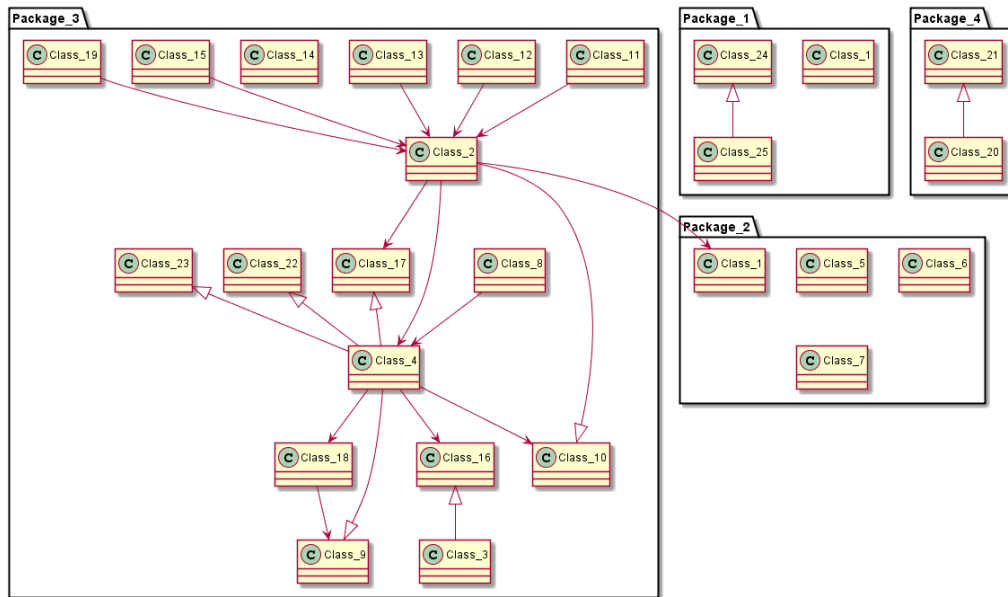 Package_3
Package_1
Package_4
C Class_19
C Class_15
C Class_14
C Class_13
C Class_12
C Class_11
C Class_24
C Class_1
C Class_21
C Class_2
C Class_25
C Class_20
Package_2
C Class_23
C Class_22
C Class_17
C Class_8
C Class_1
C Class_5
C Class_6
C Class_4
C Class_7
C Class_18
C Class_16
C Class_10
C Class_9
C Class_3